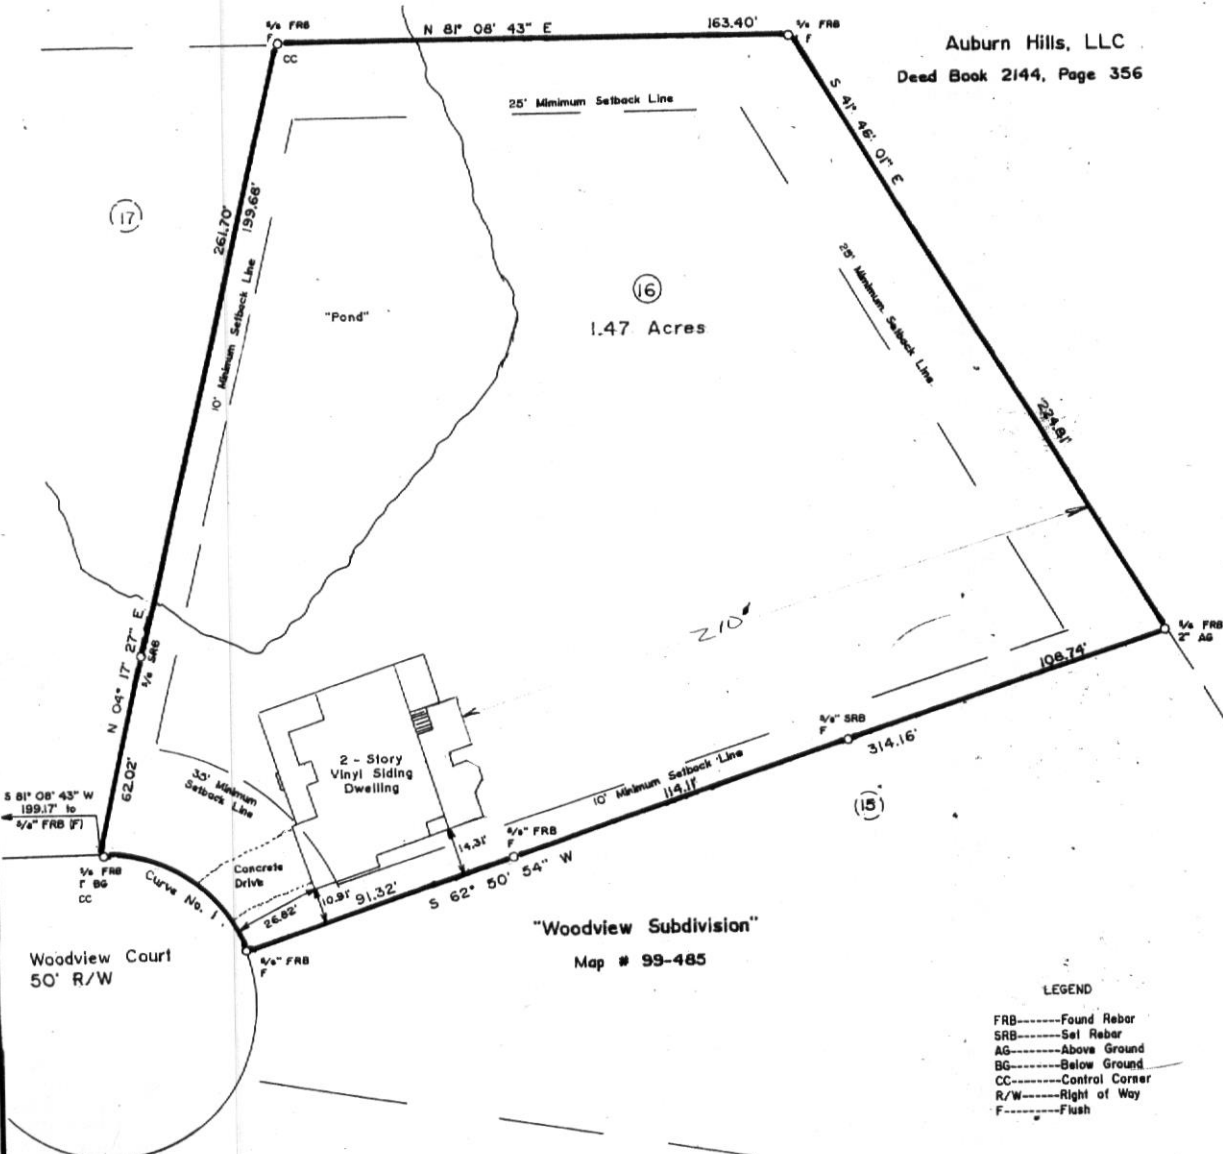 5/8 FRB
F
CC
N 81° 08' 43" E
163.40'
5/8 FRB
F
Auburn Hills, LLC
Deed Book 2144, Page 356
25' Mimimum Setback Line
S 41° 46' 01" E
17
261.70'
199.68'
10' Minimum Setback Line
"Pond"
16
1.47 Acres
25' Minimum Setback Line
224.81'
210'
N 04° 17' 27" E
5/8 SRB
5/8 FRB
2" AG
108.74'
5/8" SRB
F
314.16'
2 - Story
Vinyl Siding
Dwelling
10' Minimum Setback Line
114.11'
15
35' Minimum
Setback Line
62.02'
S 81° 08' 43" W
199.17' to
5/8" FRB (F)
5/8 FRB
1" BG
CC
Curve No. 1
Concrete
Drive
14.31'
5/8" FRB
F
26.82'
10.91'
91.32'
S 62° 50' 54" W
5/8" FRB
F
"Woodview Subdivision"
Map # 99-485
Woodview Court
50' R/W
LEGEND
FRB-------Found Rebar
SRB-------Set Rebar
AG--------Above Ground
BG--------Below Ground
CC--------Control Corner
R/W------Right of Way
F---------Flush